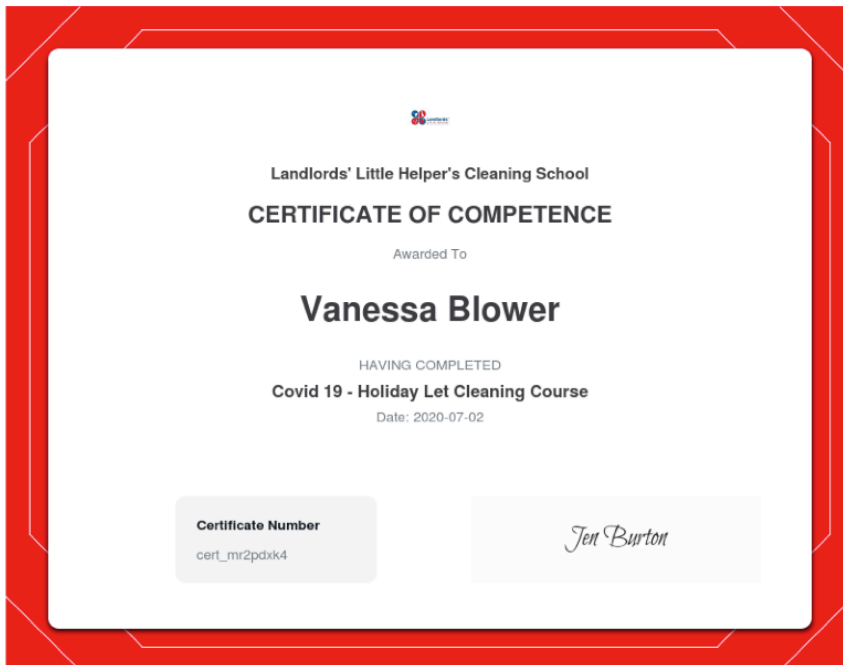 Landlords'
Landlords' Little Helper's Cleaning School
CERTIFICATE OF COMPETENCE
Awarded To
Vanessa Blower
HAVING COMPLETED
Covid 19 - Holiday Let Cleaning Course
Date: 2020-07-02
Certificate Number
cert_mr2pdxk4
Jen Burton